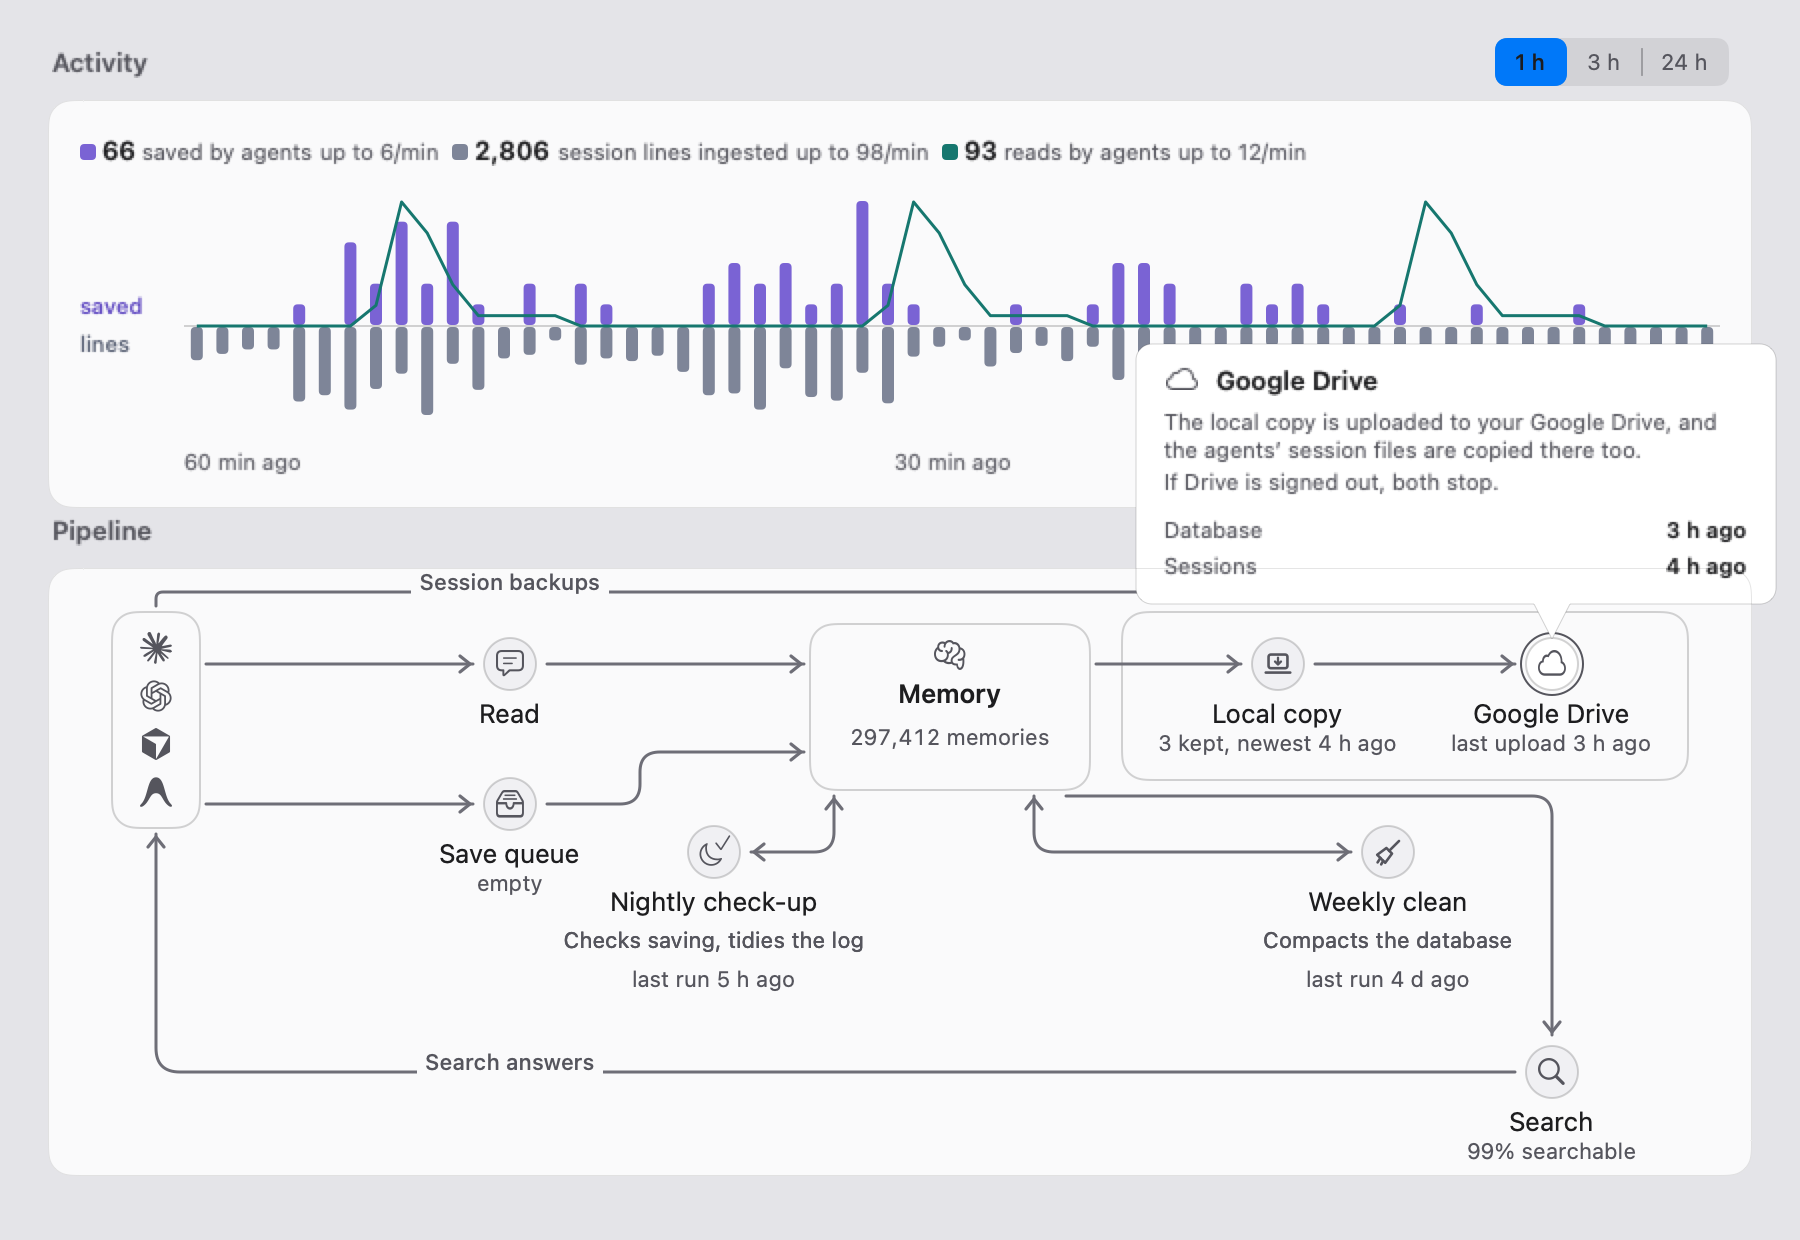 Activity
1 h
3 h
24 h
66 saved by agents up to 6/min
2,806 session lines ingested up to 98/min
93 reads by agents up to 12/min
saved
lines
60 min ago
30 min ago
Google Drive
The local copy is uploaded to your Google Drive, and
the agents’ session files are copied there too.
If Drive is signed out, both stop.
Database 3 h ago
Sessions 4 h ago
Pipeline
Session backups
Read
Memory
297,412 memories
Local copy
3 kept, newest 4 h ago
Google Drive
last upload 3 h ago
Save queue
empty
Nightly check-up
Checks saving, tidies the log
last run 5 h ago
Weekly clean
Compacts the database
last run 4 d ago
Search answers
Search
99% searchable